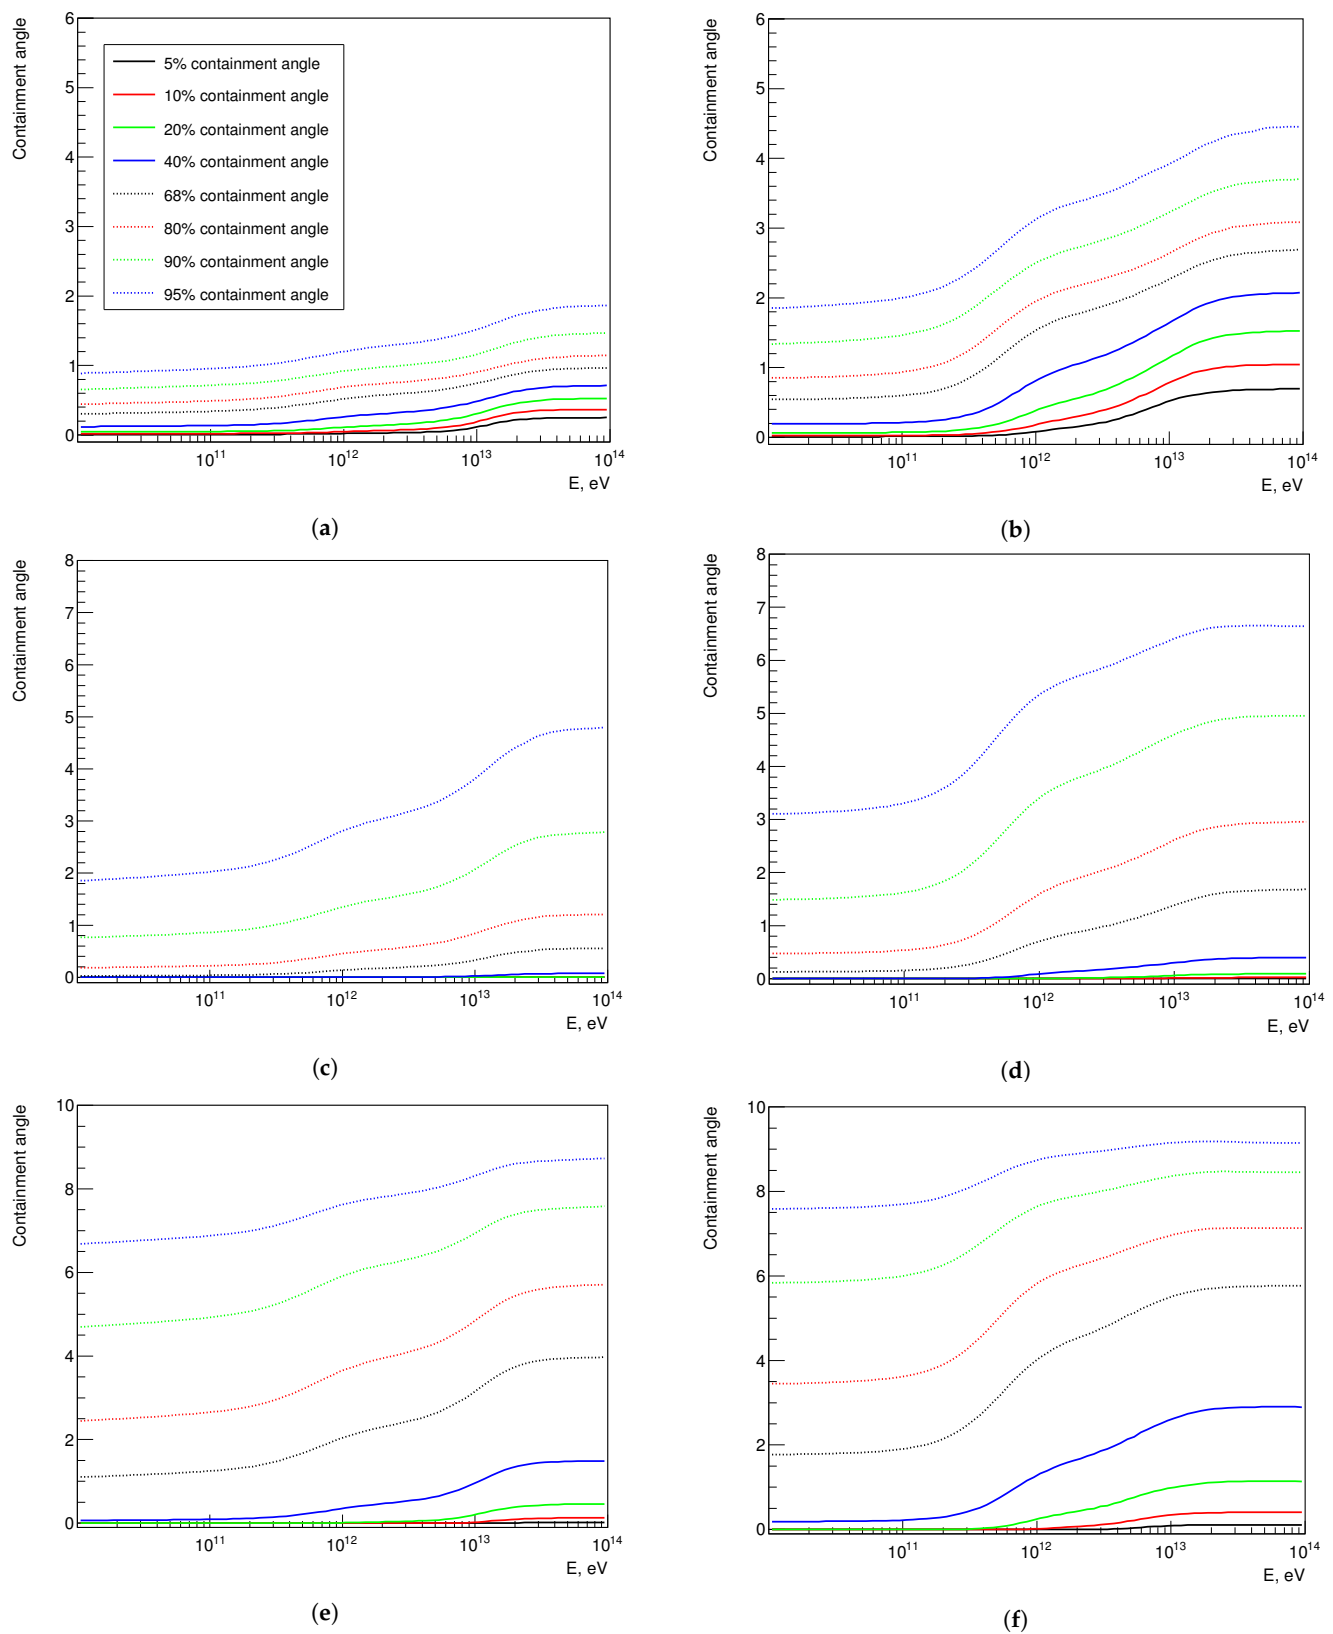 Containment angle
6
5
4
3
2
1
0
5% containment angle
10% containment angle
20% containment angle
40% containment angle
68% containment angle
80% containment angle
90% containment angle
95% containment angle
10¹¹ 10¹² 10¹³ 10¹⁴
E, eV
(a)
Containment angle
6
5
4
3
2
1
0
10¹¹ 10¹² 10¹³ 10¹⁴
E, eV
(b)
Containment angle
8
7
6
5
4
3
2
1
0
10¹¹ 10¹² 10¹³ 10¹⁴
E, eV
(c)
Containment angle
8
7
6
5
4
3
2
1
0
10¹¹ 10¹² 10¹³ 10¹⁴
E, eV
(d)
Containment angle
10
8
6
4
2
0
10¹¹ 10¹² 10¹³ 10¹⁴
E, eV
(e)
Containment angle
10
8
6
4
2
0
10¹¹ 10¹² 10¹³ 10¹⁴
E, eV
(f)